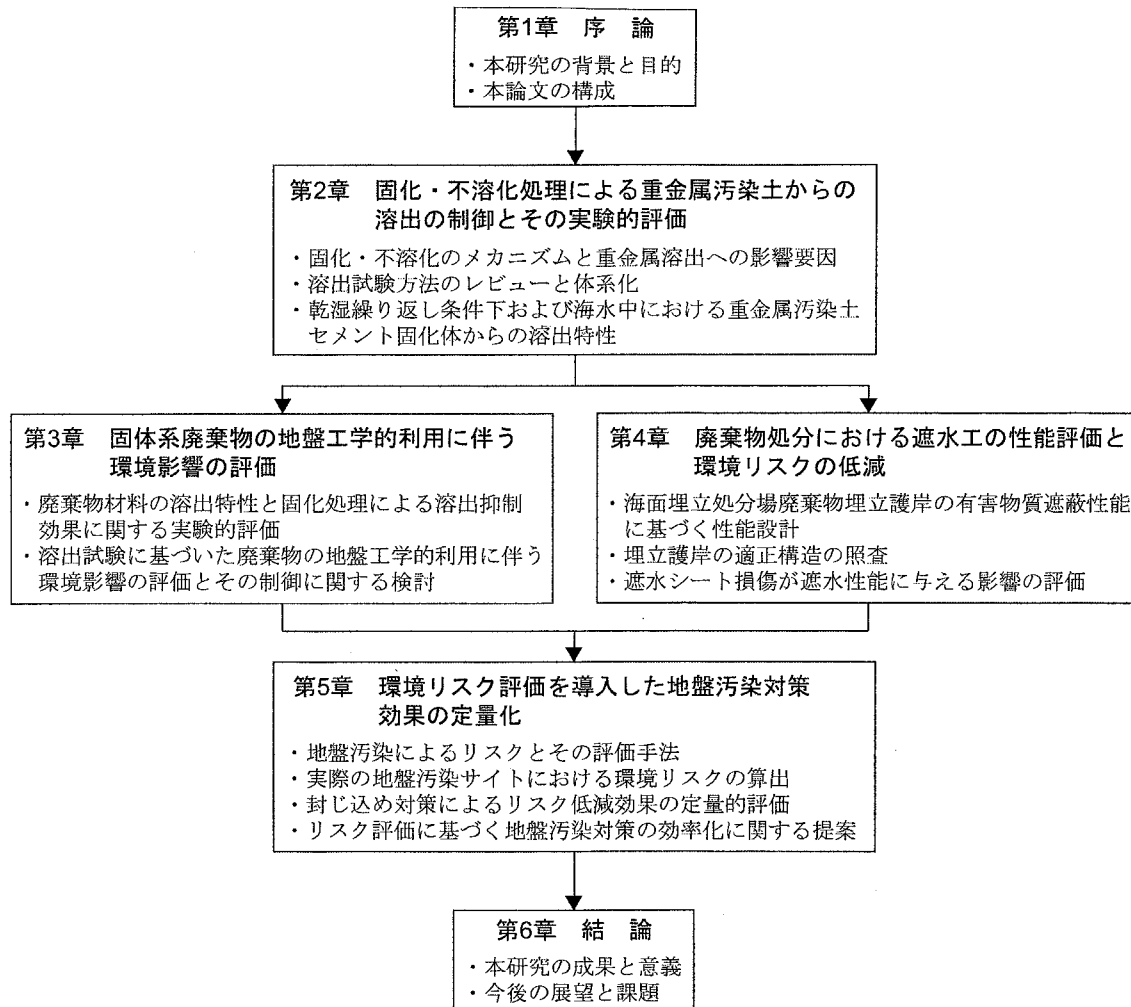 第1章 序 論
・本研究の背景と目的
・本論文の構成
第2章 固化・不溶化処理による重金属汚染土からの
溶出の制御とその実験的評価
・固化・不溶化のメカニズムと重金属溶出への影響要因
・溶出試験方法のレビューと体系化
・乾湿繰り返し条件下および海水中における重金属汚染土
セメント固化体からの溶出特性
第3章 固体系廃棄物の地盤工学的利用に伴う
環境影響の評価
・廃棄物材料の溶出特性と固化処理による溶出抑制
効果に関する実験的評価
・溶出試験に基づいた廃棄物の地盤工学的利用に伴う
環境影響の評価とその制御に関する検討
第4章 廃棄物処分における遮水工の性能評価と
環境リスクの低減
・海面埋立処分場廃棄物埋立護岸の有害物質遮蔽性能
に基づく性能設計
・埋立護岸の適正構造の照査
・遮水シート損傷が遮水性能に与える影響の評価
第5章 環境リスク評価を導入した地盤汚染対策
効果の定量化
・地盤汚染によるリスクとその評価手法
・実際の地盤汚染サイトにおける環境リスクの算出
・封じ込め対策によるリスク低減効果の定量的評価
・リスク評価に基づく地盤汚染対策の効率化に関する提案
第6章 結 論
・本研究の成果と意義
・今後の展望と課題